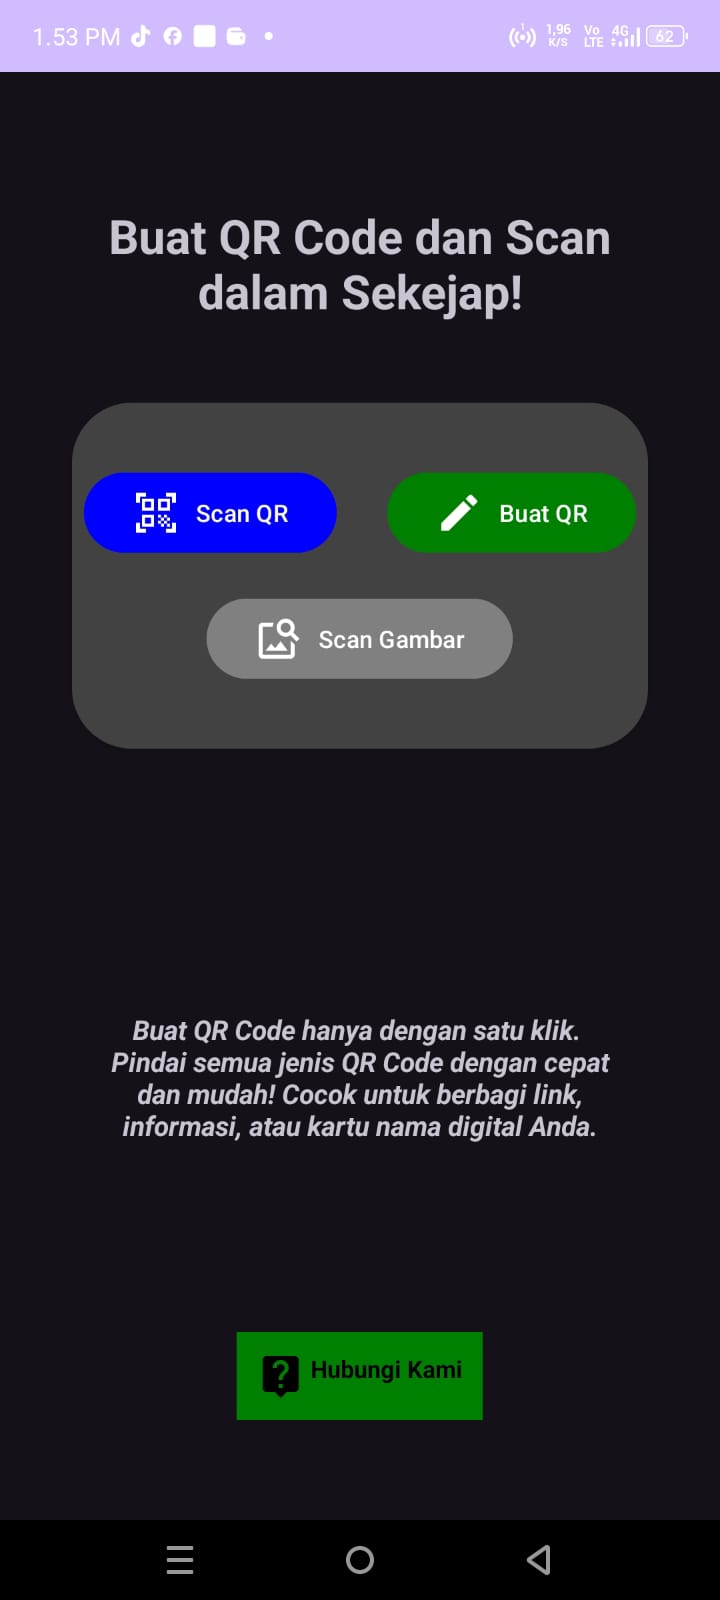 1.53 PM
1,96 K/S
Vo LTE
4G
62
Buat QR Code dan Scan
dalam Sekejap!
Scan QR
Buat QR
Scan Gambar
Buat QR Code hanya dengan satu klik.
Pindai semua jenis QR Code dengan cepat
dan mudah! Cocok untuk berbagi link,
informasi, atau kartu nama digital Anda.
Hubungi Kami